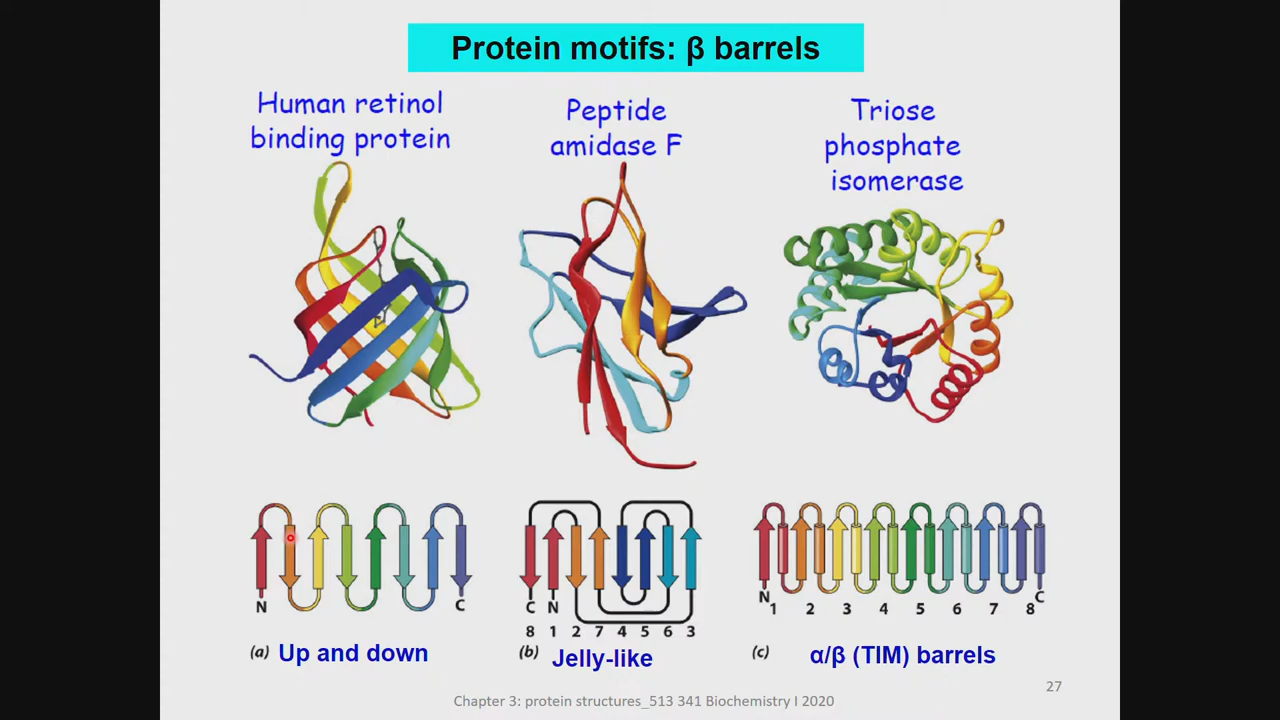 Protein motifs: β barrels
Human retinol
binding protein
Peptide
amidase F
Triose
phosphate
isomerase
N
C
(a) Up and down
C N
8 1 2 7 4 5 6 3
(b) Jelly-like
N
C
1 2 3 4 5 6 7 8
(c) α/β (TIM) barrels
27
Chapter 3: protein structures_513 341 Biochemistry I 2020